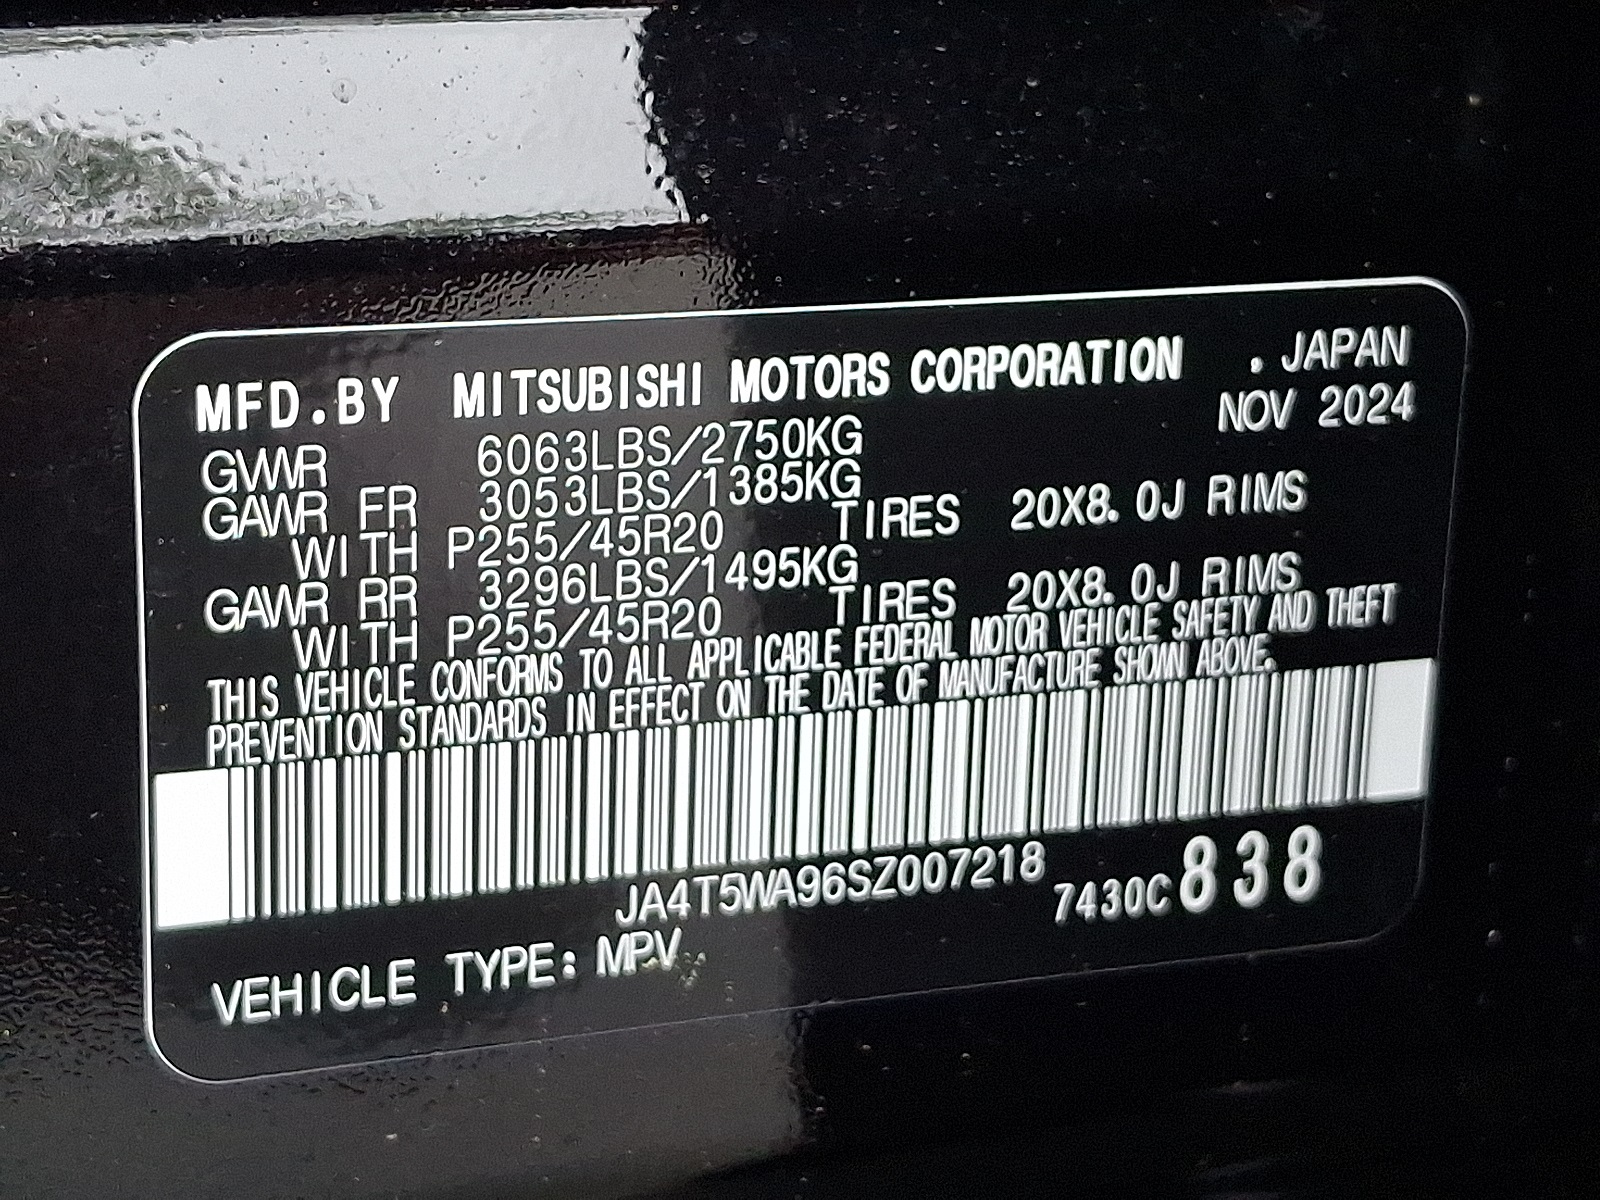 MFD.BY MITSUBISHI MOTORS CORPORATION , JAPAN
NOV 2024
GVWR 6063LBS/2750KG
GAWR FR 3053LBS/1385KG
WITH P255/45R20 TIRES 20X8.0J RIMS
GAWR RR 3296LBS/1495KG
WITH P255/45R20 TIRES 20X8.0J RIMS
THIS VEHICLE CONFORMS TO ALL APPLICABLE FEDERAL MOTOR VEHICLE SAFETY AND THEFT
PREVENTION STANDARDS IN EFFECT ON THE DATE OF MANUFACTURE SHOWN ABOVE.
JA4T5WA96SZ007218 7430C838
VEHICLE TYPE: MPV